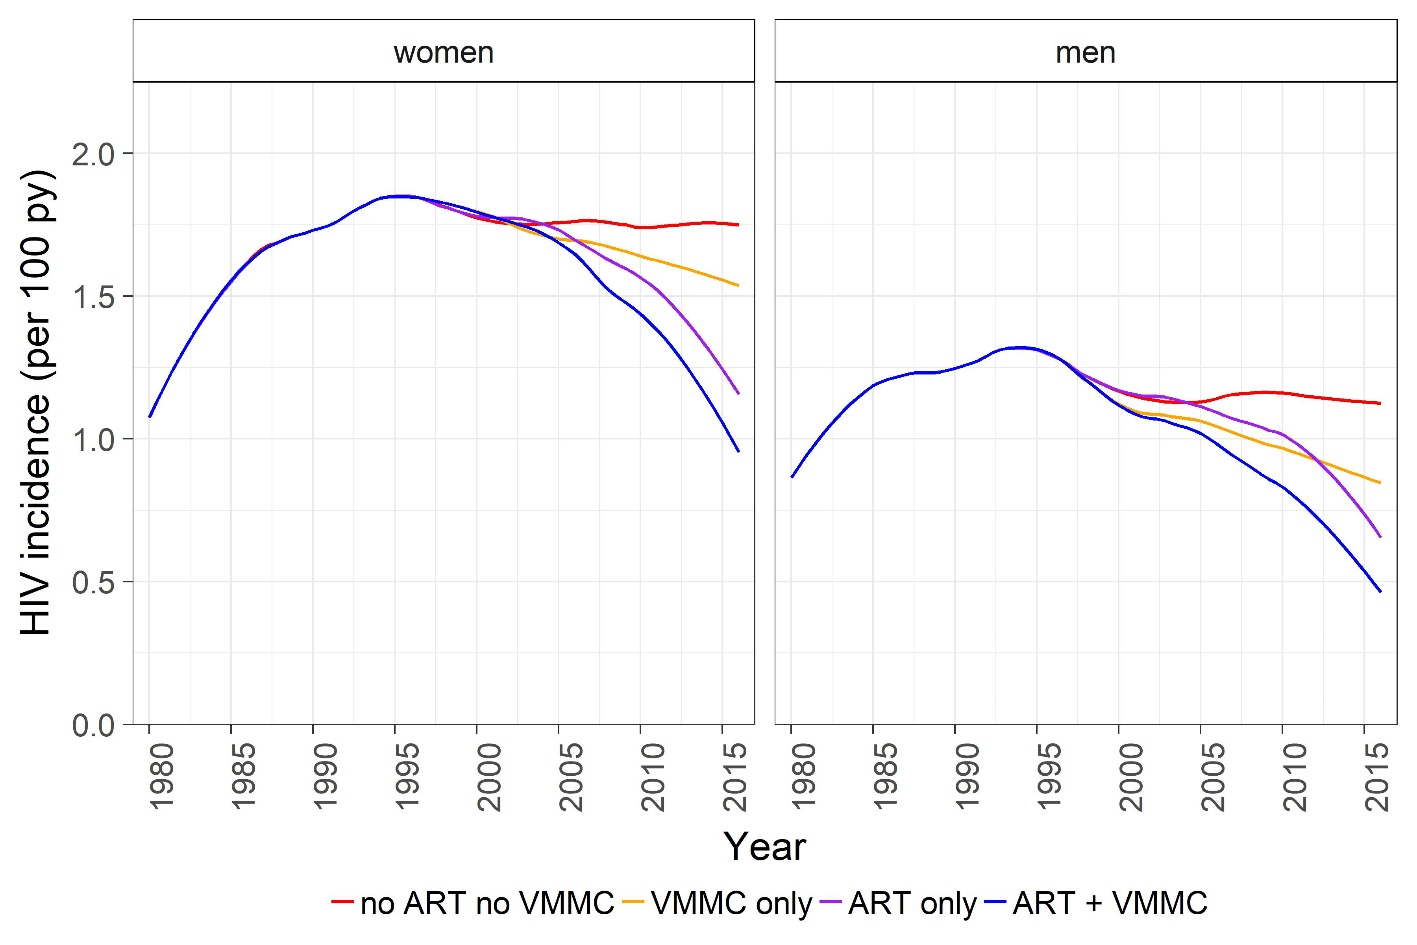 women
men
HIV incidence (per 100 py)
2.0
1.5
1.0
0.5
0.0
1980 1985 1990 1995 2000 2005 2010 2015
1980 1985 1990 1995 2000 2005 2010 2015
Year
no ART no VMMC VMMC only ART only ART + VMMC